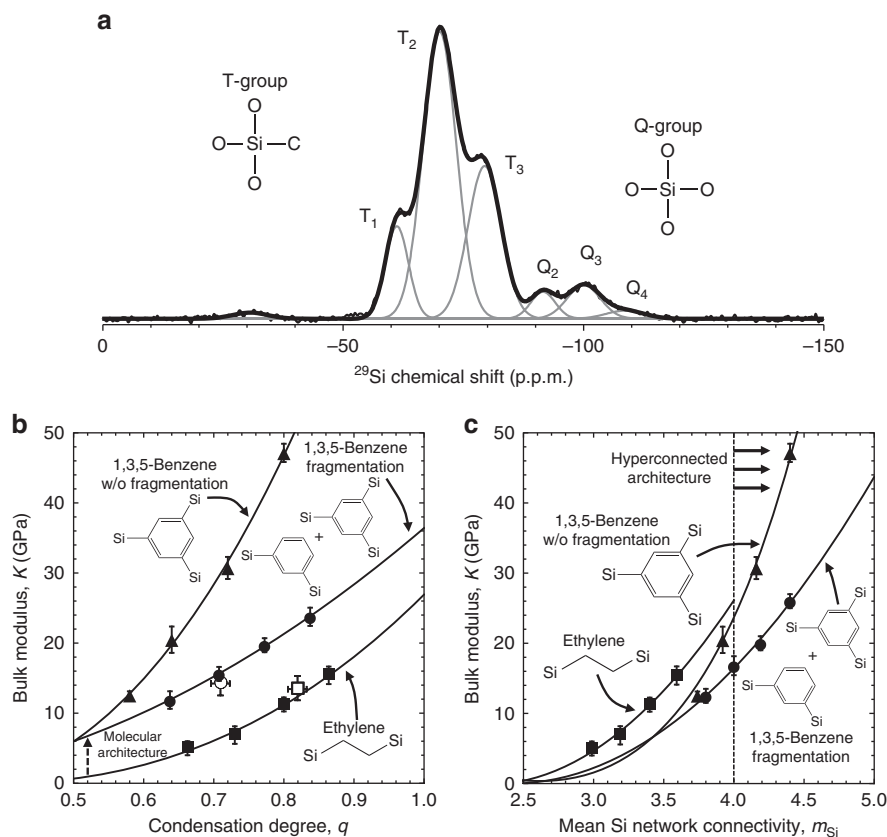 a
T-group
O
O Si C
O
T₂
T₁
T₃
Q-group
O
O Si O
O
Q₂
Q₃
Q₄
0
–50
–100
–150
²⁹Si chemical shift (p.p.m.)
b
Bulk modulus, K (GPa)
50
40
30
20
10
0
1,3,5-Benzene
w/o fragmentation
Si
Si
Si
1,3,5-Benzene
fragmentation
Si
Si
+
Si
Si
Si
Molecular
architecture
Ethylene
Si
Si
0.5
0.6
0.7
0.8
0.9
1.0
Condensation degree, q
c
Bulk modulus, K (GPa)
50
40
30
20
10
0
Hyperconnected
architecture
1,3,5-Benzene
w/o fragmentation
Si
Si
Si
Ethylene
Si
Si
Si
Si
Si
+
Si
Si
1,3,5-Benzene
fragmentation
2.5
3.0
3.5
4.0
4.5
5.0
Mean Si network connectivity, mSi